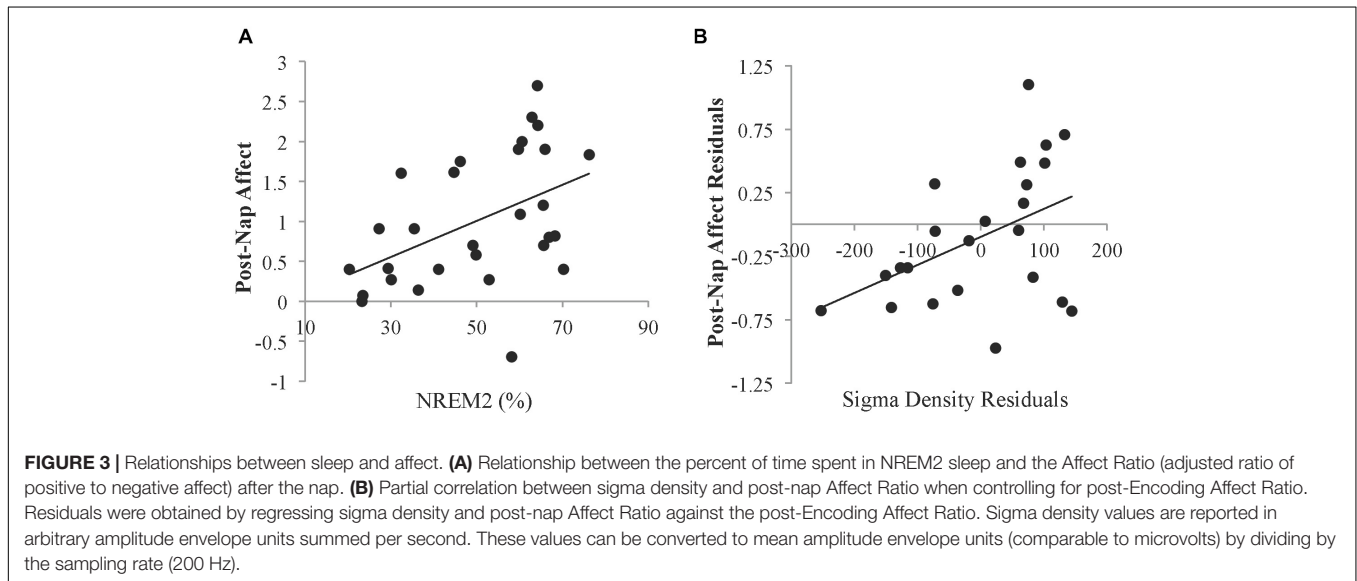 A
B
3
2.5
2
1.5
1
0.5
0
-0.5
-1
10
30
50
70
90
Post-Nap Affect
NREM2 (%)
1.25
0.75
0.25
-0.25
-0.75
-1.25
-300
-200
-100
0
100
200
Post-Nap Affect Residuals
Sigma Density Residuals
FIGURE 3 | Relationships between sleep and affect. (A) Relationship between the percent of time spent in NREM2 sleep and the Affect Ratio (adjusted ratio of
positive to negative affect) after the nap. (B) Partial correlation between sigma density and post-nap Affect Ratio when controlling for post-Encoding Affect Ratio.
Residuals were obtained by regressing sigma density and post-nap Affect Ratio against the post-Encoding Affect Ratio. Sigma density values are reported in
arbitrary amplitude envelope units summed per second. These values can be converted to mean amplitude envelope units (comparable to microvolts) by dividing by
the sampling rate (200 Hz).